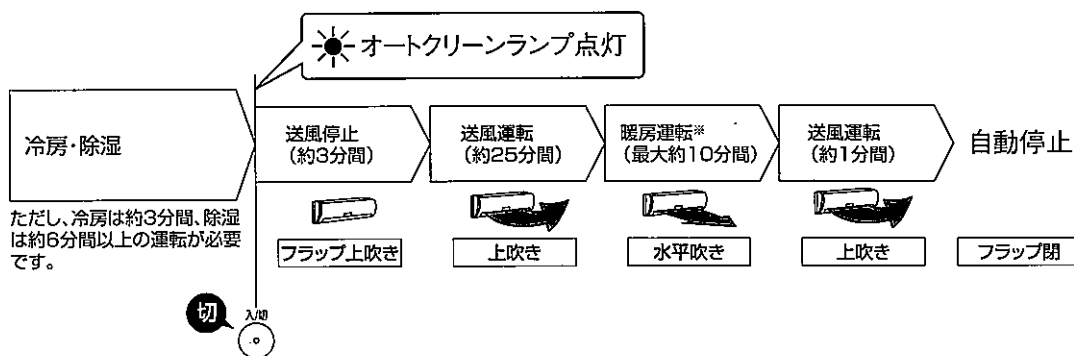 オートクリーンランプ点灯
冷房・除湿
送風停止
(約3分間)
送風運転
(約25分間)
暖房運転※
(最大約10分間)
送風運転
(約1分間)
自動停止
ただし、冷房は約3分間、除湿
は約6分間以上の運転が必要
です。
フラップ上吹き
上吹き
水平吹き
上吹き
フラップ閉
切
入/切